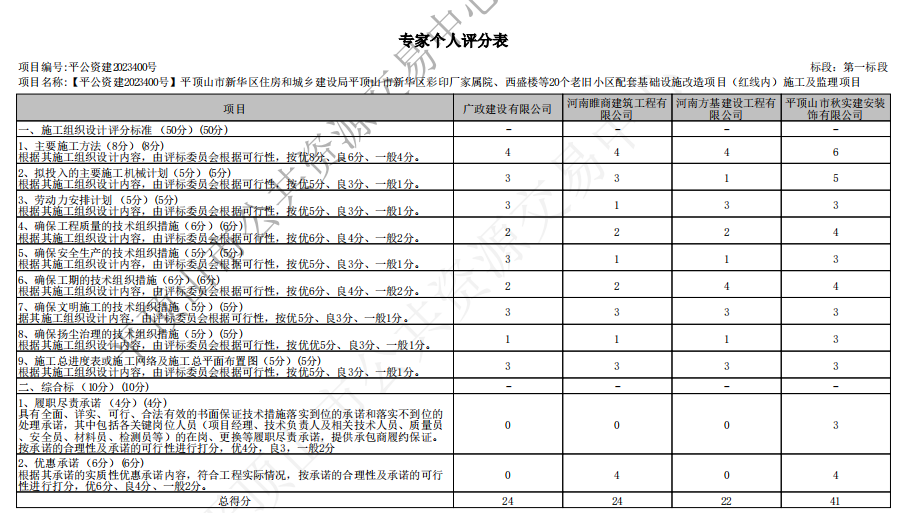 专家个人评分表
项目编号:平公资建2023400号 标段: 第一标段
项目名称:【平公资建2023400号】平顶山市新华区住房和城乡建设局平顶山市新华区彩印厂家属院、西盛楼等20个老旧小区配套基础设施改造项目（红线内）施工及监理项目
项目 广政建设有限公司 河南睢商建筑工程有限公司 河南方基建设工程有限公司 平顶山市秋实建安装饰有限公司
一、施工组织设计评分标准（50分）(50分) - - - -
1、主要施工方法（8分）(8分)
根据其施工组织设计内容，由评标委员会根据可行性，按优8分、良6分、一般4分。 4 4 4 6
2、拟投入的主要施工机械计划（5分）(5分)
根据其施工组织设计内容，由评标委员会根据可行性，按优5分、良3分、一般1分。 3 3 1 5
3、劳动力安排计划 （5分）(5分)
根据其施工组织设计内容，由评标委员会根据可行性，按优5分、良3分、一般1分。 3 1 3 3
4、确保工程质量的技术组织措施（6分）(6分)
根据其施工组织设计内容，由评标委员会根据可行性，按优6分、良4分、一般2分。 2 2 2 4
5、确保安全生产的技术组织措施（5分）(5分)
根据其施工组织设计内容，由评标委员会根据可行性，按优5分、良3分、一般1分。 3 1 1 3
6、确保工期的技术组织措施（6分）(6分)
根据其施工组织设计内容，由评标委员会根据可行性，按优6分、良4分、一般2分。 2 2 4 4
7、确保文明施工的技术组织措施（5分）(5分)
据其施工组织设计内容，由评标委员会根据可行性，按优5分、良3分、一般1分。 3 3 3 3
8、确保扬尘治理的技术组织措施（5分）(5分)
根据其施工组织设计内容，由评标委员会根据可行性，按优优5分、良3分、一般1分。 1 1 1 3
9、施工总进度表或施工网络及施工总平面布置图（5分）(5分)
根据其施工组织设计内容，由评标委员会根据可行性，按优5分、良3分、一般1分。 3 3 3 3
二、综合标（10分）(10分) - - - -
1、履职尽责承诺 （4分）(4分)
具有全面、详实、可行、合法有效的书面保证技术措施落实到位的承诺和落实不到位的
处理承诺，其中包括各关键岗位人员（项目经理、技术负责人及相关技术人员、质量员
、安全员、材料员、检测员等）的在岗、更换等履职尽责承诺，提供承包商履约保证。
按承诺的合理性及承诺的可行性进行打分，优4分，良3，一般2分 0 0 0 3
2、优惠承诺（6分）(6分)
根据其承诺的实质性优惠承诺内容，符合工程实际情况，按承诺的合理性及承诺的可行
性进行打分，优6分、良4分、一般2分。 0 4 0 4
总得分 24 24 22 41